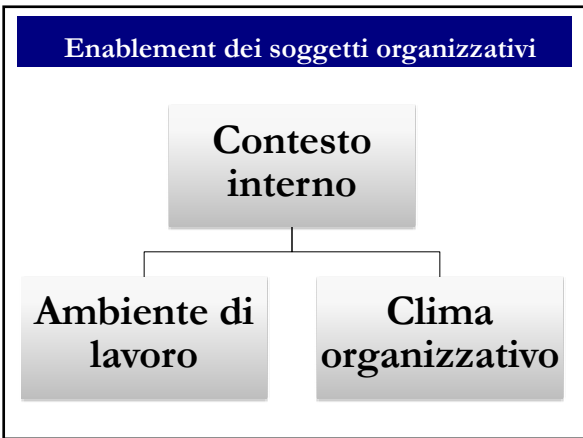 Enablement dei soggetti organizzativi
Contesto
interno
Ambiente di
lavoro
Clima
organizzativo